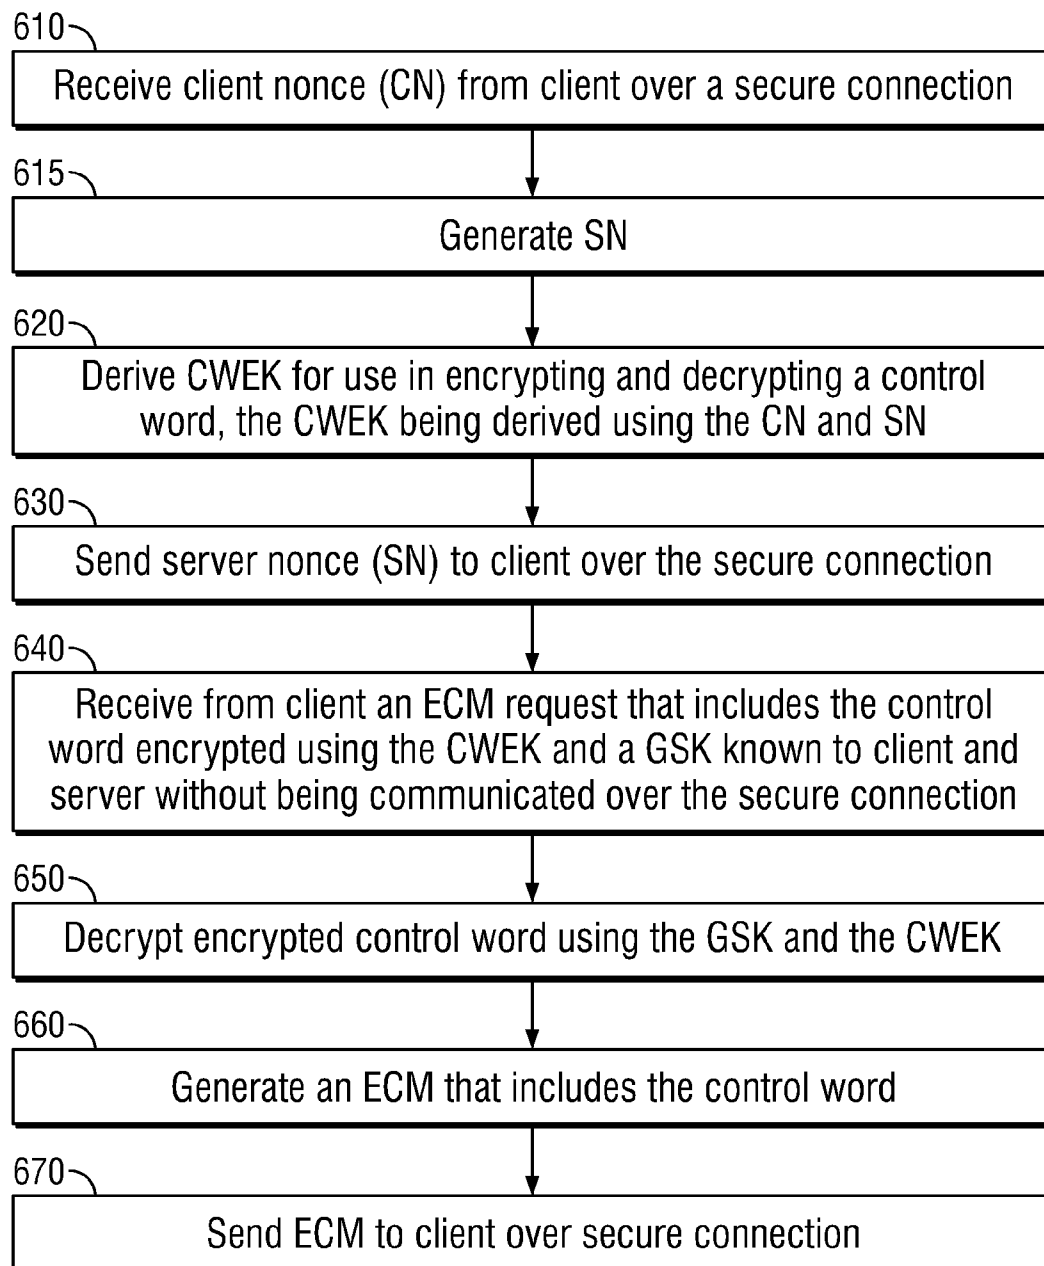 610
Receive client nonce (CN) from client over a secure connection
615
Generate SN
620
Derive CWEK for use in encrypting and decrypting a control
word, the CWEK being derived using the CN and SN
630
Send server nonce (SN) to client over the secure connection
640
Receive from client an ECM request that includes the control
word encrypted using the CWEK and a GSK known to client and
server without being communicated over the secure connection
650
Decrypt encrypted control word using the GSK and the CWEK
660
Generate an ECM that includes the control word
670
Send ECM to client over secure connection